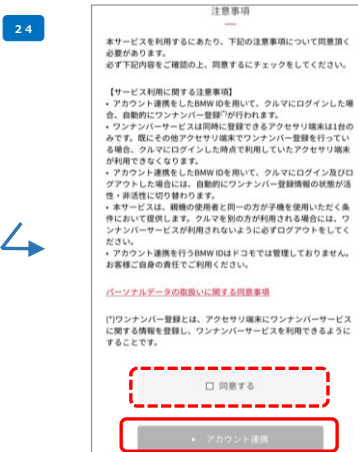 24
注意事項
本サービスを利用するにあたり、下記の注意事項について同意頂く
必要があります。
必ず下記内容をご確認の上、同意するにチェックをしてください。
【サービス利用に関する注意事項】
・アカウント連携をしたBMW IDを用いて、クルマにログインした場
合、自動的にワンナンバー登録(*)が行われます。
・ワンナンバーサービスは同時に登録できるアクセサリ端末は1台の
みです。既にその他アクセサリ端末でワンナンバー登録を行ってい
る場合、クルマにログインした時点で利用していたアクセサリ端末
が利用できなくなります。
・アカウント連携をしたBMW IDを用いて、クルマにログイン及びロ
グアウトした場合には、自動的にワンナンバー登録情報の状態が活
性・非活性に切り替わります。
・本サービスは、親機の使用者と同一の方が子機を使用いただく条
件において提供します。クルマを別の方が利用される場合には、ワ
ンナンバーサービスが利用されないように必ずログアウトをしてく
ださい。
・アカウント連携を行うBMW IDはドコモでは管理しておりません。
お客様ご自身の責任でご利用ください。
パーソナルデータの取扱いに関する同意事項
(*)ワンナンバー登録とは、アクセサリ端末にワンナンバーサービス
に関する情報を登録し、ワンナンバーサービスを利用できるように
することです。
同意する
アカウント連携